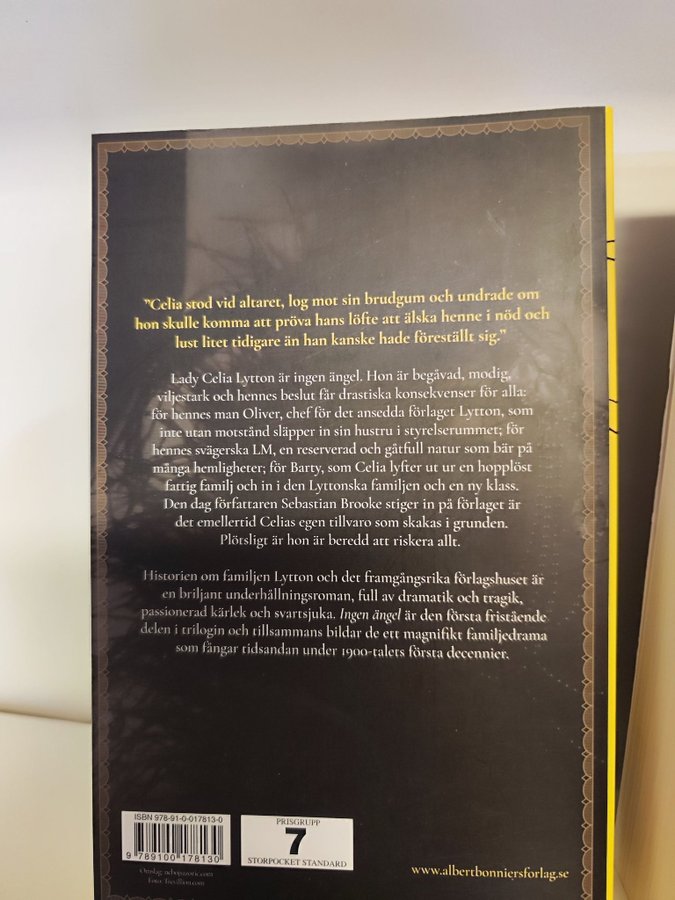 ”Celia stod vid altaret, log mot sin brudgum och undrade om
hon skulle komma att pröva hans löfte att älska henne i nöd och
lust litet tidigare än han kanske hade föreställt sig.”
Lady Celia Lytton är ingen ängel. Hon är begåvad, modig,
viljestark och hennes beslut får drastiska konsekvenser för alla:
för hennes man Oliver, chef för det ansedda förlaget Lytton, som
inte utan motstånd släpper in sin hustru i styrelserummet; för
hennes svägerska LM, en reserverad och gåtfull natur som bär på
många hemligheter; för Barty, som Celia lyfter ut ur en hopplöst
fattig familj och in i den Lyttonska familjen och en ny klass.
Den dag författaren Sebastian Brooke stiger in på förlaget är
det emellertid Celias egen tillvaro som skakas i grunden.
Plötsligt är hon är beredd att riskera allt.
Historien om familjen Lytton och det framgångsrika förlagshuset är
en briljant underhållningsroman, full av dramatik och tragik,
passionerad kärlek och svartsjuka. Ingen ängel är den första fristående
delen i trilogin och tillsammans bildar de ett magnifikt familjedrama
som fångar tidsandan under 1900-talets första decennier.
ISBN 978-91-0-017813-0
9 789100 178130
PRISGRUPP
7
STORPOCKET STANDARD
Omslag: nebojsazoric.com
Foto: Trevillion.com
www.albertbonniersforlag.se